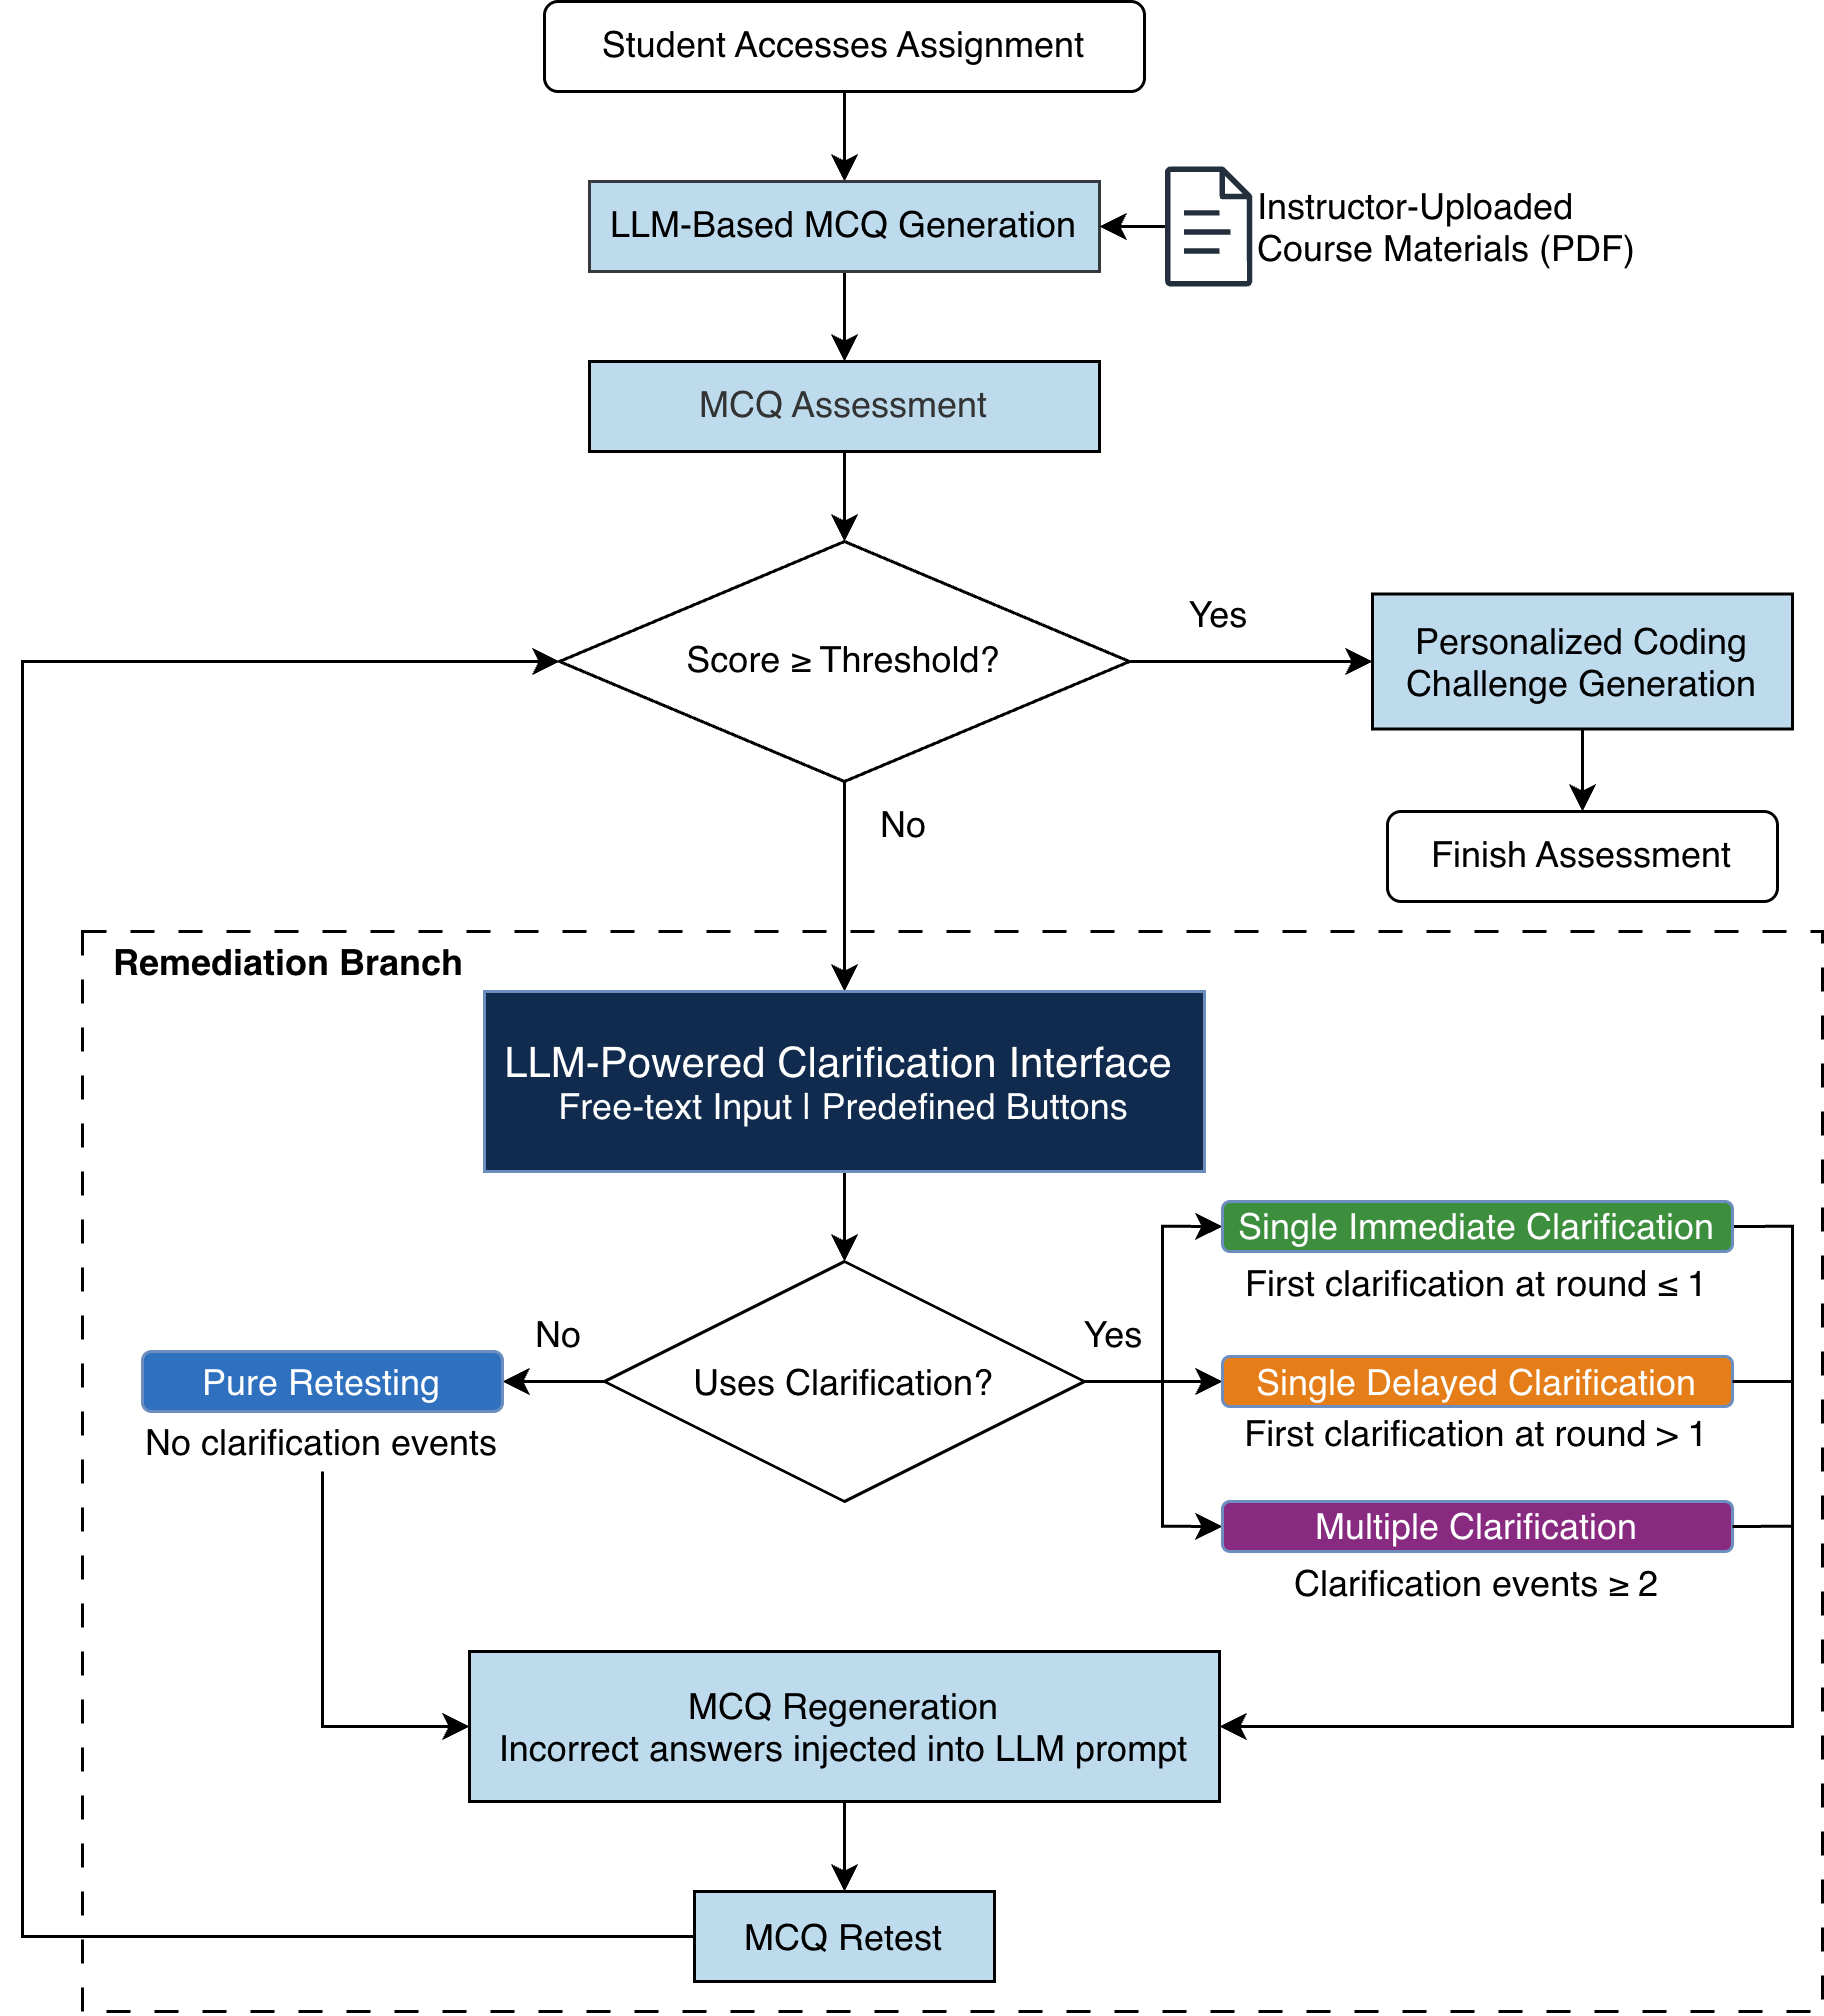 Student Accesses Assignment
LLM-Based MCQ Generation
Instructor-Uploaded
Course Materials (PDF)
MCQ Assessment
Score ≥ Threshold?
Yes
Personalized Coding
Challenge Generation
No
Finish Assessment
Remediation Branch
LLM-Powered Clarification Interface
Free-text Input | Predefined Buttons
Single Immediate Clarification
First clarification at round ≤ 1
No
Yes
Pure Retesting
Uses Clarification?
Single Delayed Clarification
No clarification events
First clarification at round > 1
Multiple Clarification
Clarification events ≥ 2
MCQ Regeneration
Incorrect answers injected into LLM prompt
MCQ Retest